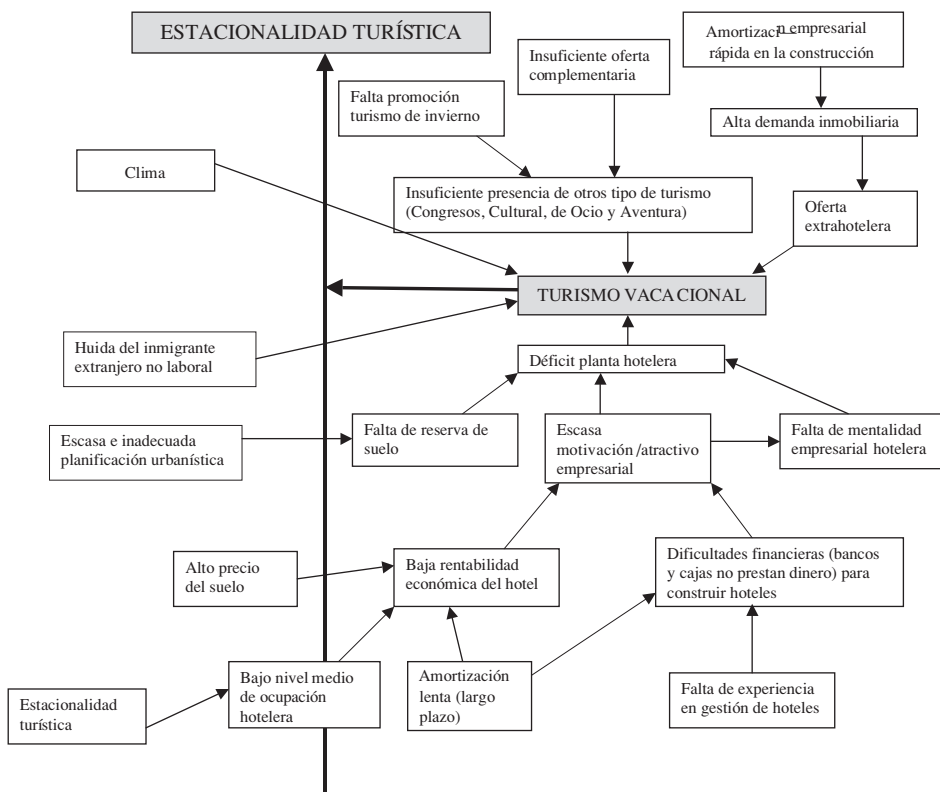 ESTACIONALIDAD TURÍSTICA
Insuficiente oferta
complementaria
Amortización empresarial
rápida en la construcción
Falta promoción
turismo de invierno
Alta demanda inmobiliaria
Clima
Insuficiente presencia de otros tipo de turismo
(Congresos, Cultural, de Ocio y Aventura)
Oferta
extrahotelera
TURISMO VACACIONAL
Huida del inmigrante
extranjero no laboral
Déficit planta hotelera
Escasa e inadecuada
planificación urbanística
Falta de reserva de
suelo
Escasa
motivación/atractivo
empresarial
Falta de mentalidad
empresarial hotelera
Alto precio
del suelo
Baja rentabilidad
económica del hotel
Dificultades financieras (bancos
y cajas no prestan dinero) para
construir hoteles
Estacionalidad
turística
Bajo nivel medio
de ocupación
hotelera
Amortización
lenta (largo
plazo)
Falta de experiencia
en gestión de hoteles